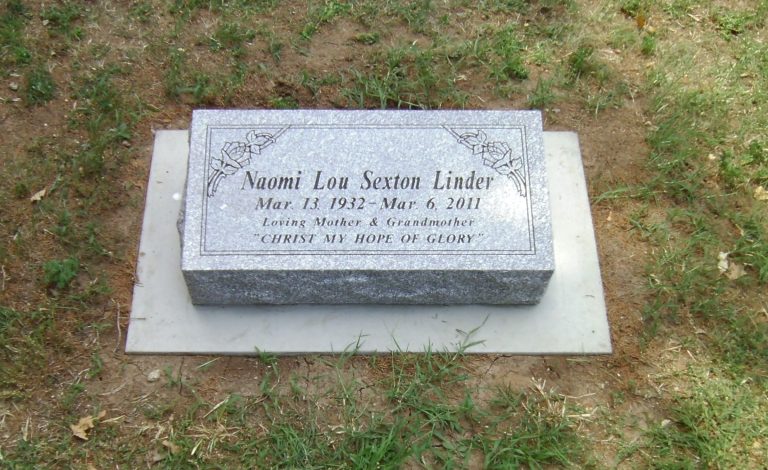 Naomi Lou Sexton Linder
Mar. 13, 1932 - Mar. 6, 2011
Loving Mother & Grandmother
"CHRIST MY HOPE OF GLORY"